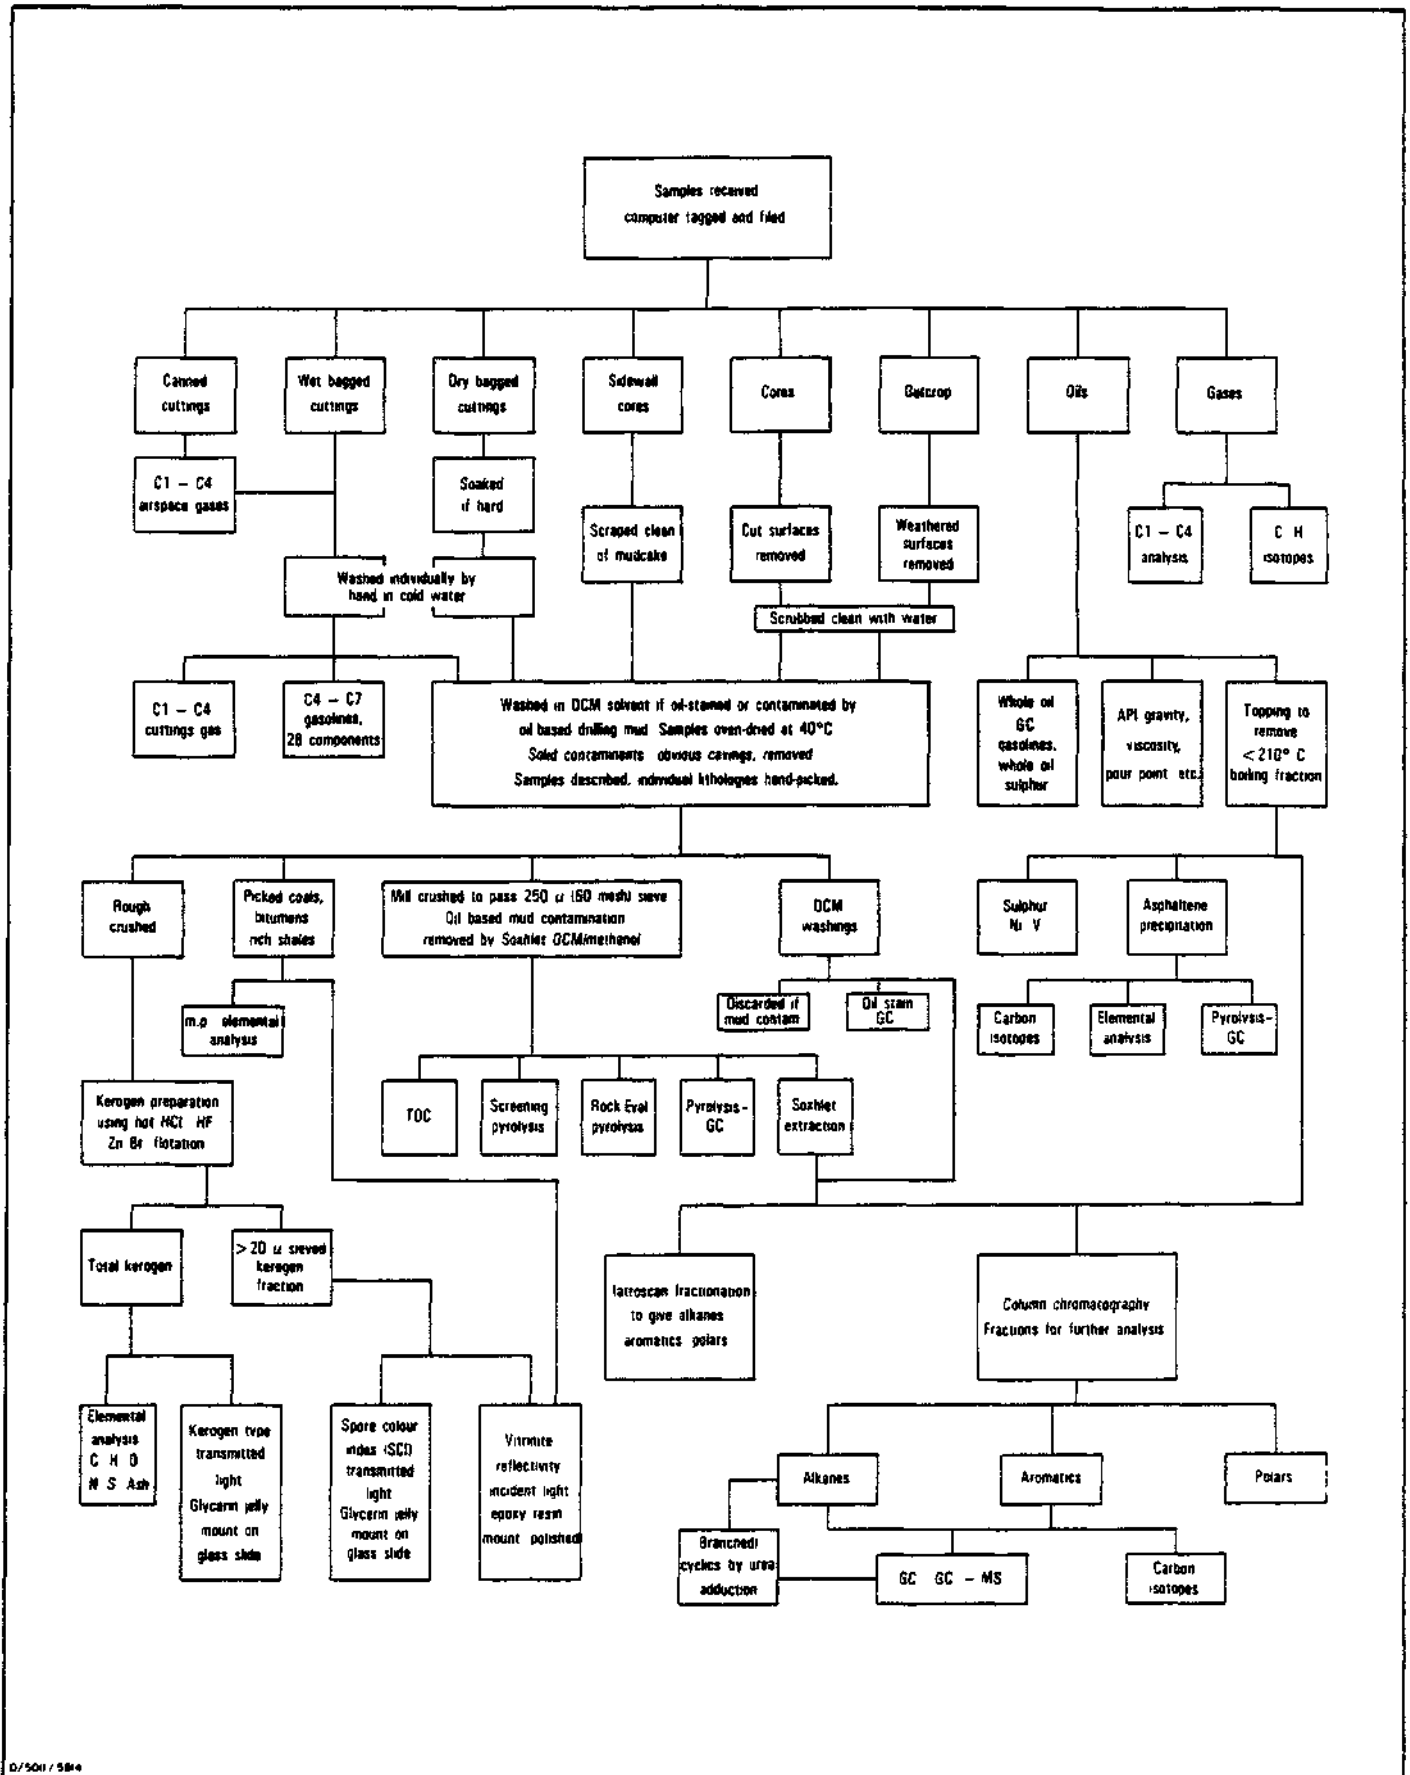 Samples received
computer tagged and filed
Canned
cuttings
Wet bagged
cuttings
Dry bagged
cuttings
Sidewall
cores
Cores
Outcrop
Oils
Gases
C1 – C4
airspace gases
Soaked
if hard
Scraped clean
of mudcake
Cut surfaces
removed
Weathered
surfaces
removed
C1 – C4
analysis
C H
isotopes
Washed individually by
hand in cold water
Scrubbed clean with water
C1 – C4
cuttings gas
C4 – C7
gasolines,
28 components
Washed in DCM solvent if oil-stained or contaminated by
oil based drilling mud Samples oven-dried at 40°C
Solid contaminants obvious cavings, removed
Samples described, individual lithologies hand-picked.
Whole oil
GC
gasolines,
whole oil
sulphur
API gravity,
viscosity,
pour point etc.
Topping to
remove
<210° C
boiling fraction
Rough
crushed
Picked coals,
bitumens
rich shales
Mill crushed to pass 250 µ (60 mesh) sieve
Oil based mud contamination
removed by Soxhlet DCM/methanol
DCM
washings
Sulphur
Ni V
Asphaltene
precipitation
m.p elemental
analysis
Discarded if
mud contam
Oil stain
GC
Carbon
isotopes
Elemental
analysis
Pyrolysis-
GC
Kerogen preparation
using hot HCl HF
Zn Br flotation
TOC
Screening
pyrolysis
Rock Eval
pyrolysis
Pyrolysis-
GC
Soxhlet
extraction
Total kerogen
>20 µ sieved
kerogen
fraction
Iatroscan fractionation
to give alkanes
aromatics polars
Column chromatography
Fractions for further analysis
Elemental
analysis
C H O
N S Ash
Kerogen type
transmitted
light
Glycerin jelly
mount on
glass slide
Spore colour
index (SCI)
transmitted
light
Glycerin jelly
mount on
glass slide
Vitrinite
reflectivity
incident light
epoxy resin
mount polished
Alkanes
Aromatics
Polars
Branched/
cyclics by urea
adduction
GC GC – MS
Carbon
isotopes